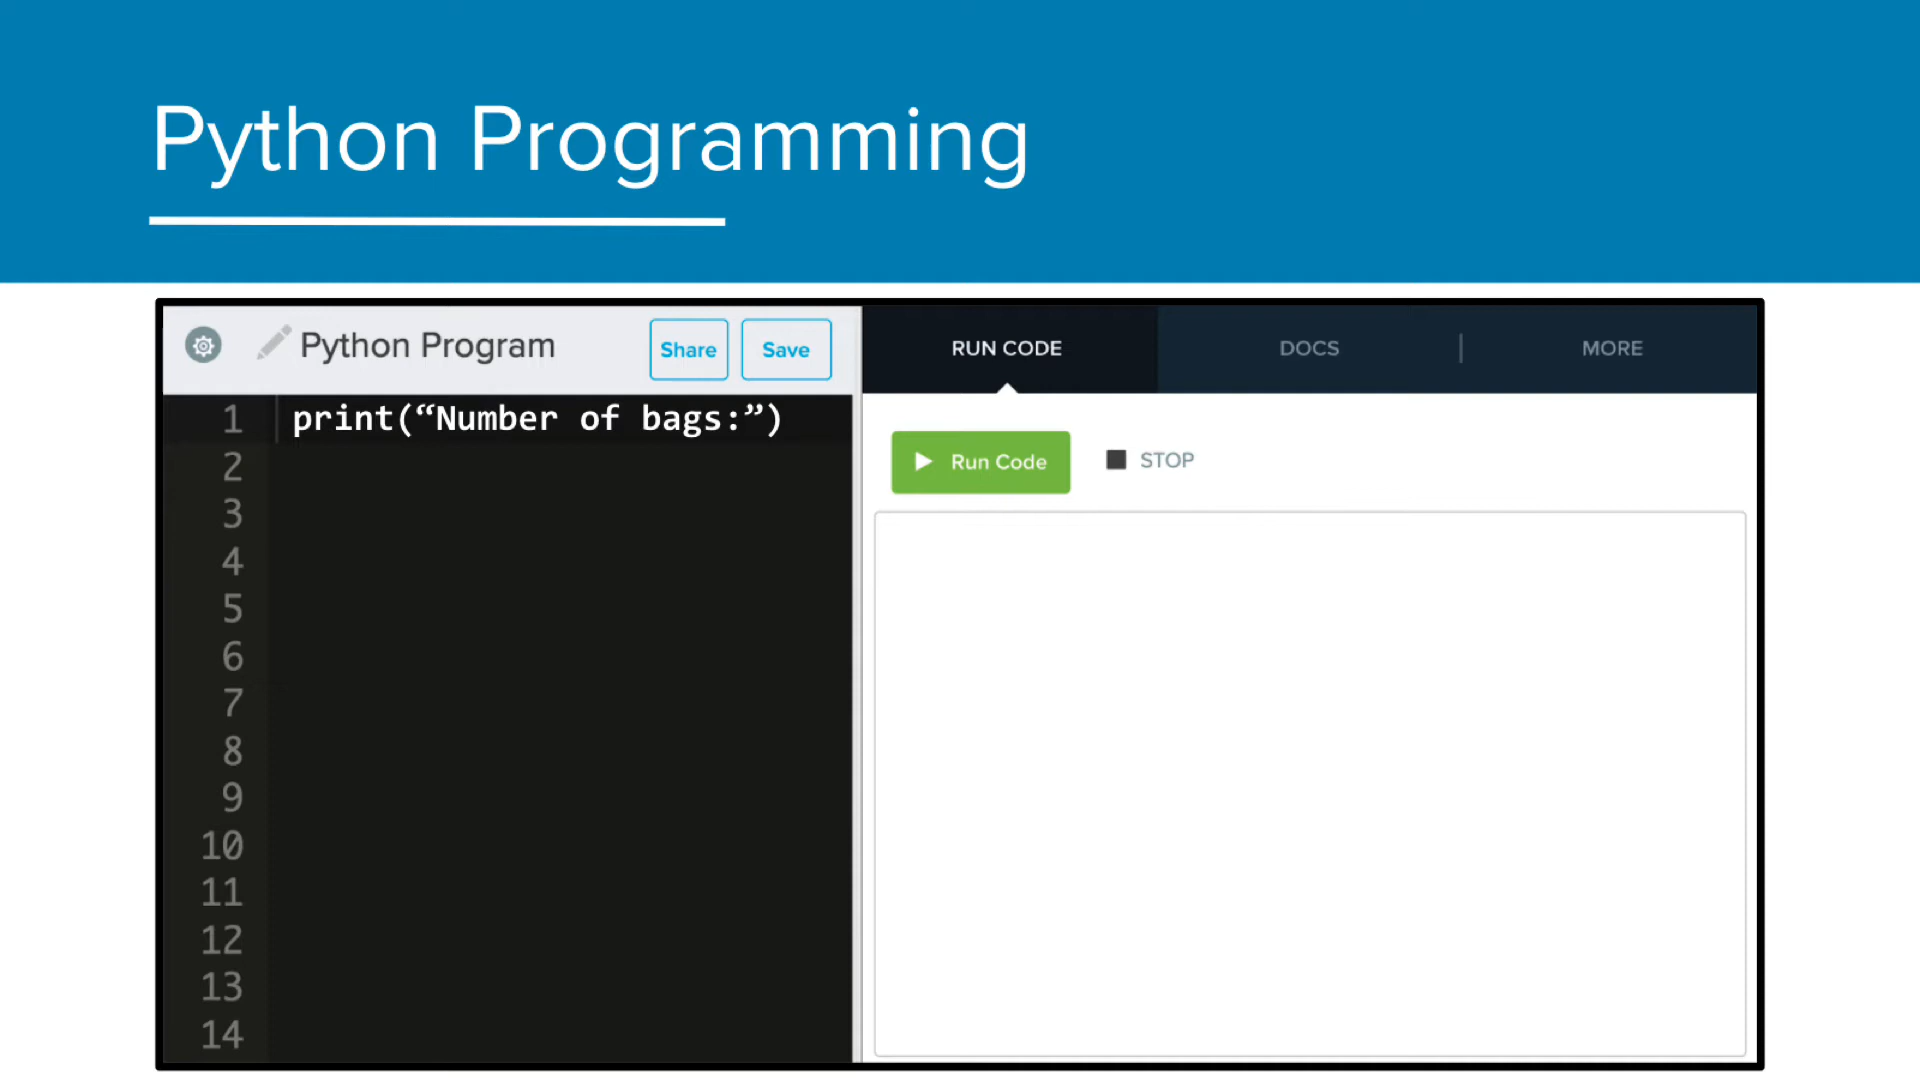 Python Programming
Python Program
Share
Save
RUN CODE
DOCS
|
MORE
1 print(“Number of bags:”)
2
3
4
5
6
7
8
9
10
11
12
13
14
Run Code
STOP